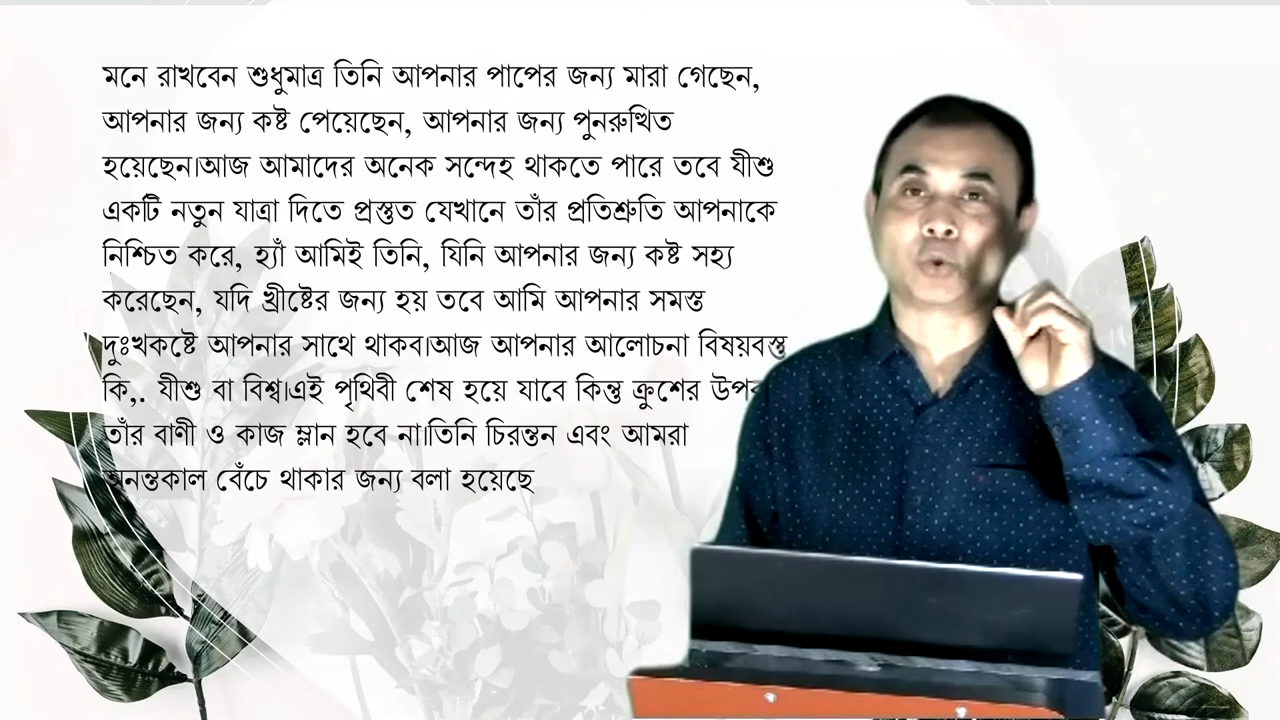 মনে রাখবেন শুধুমাত্র তিনি আপনার পাপের জন্য মারা গেছেন,
আপনার জন্য কষ্ট পেয়েছেন, আপনার জন্য পুনরুত্থিত
হয়েছেন।আজ আমাদের অনেক সন্দেহ থাকতে পারে তবে যীশু
একটি নতুন যাত্রা দিতে প্রস্তুত যেখানে তাঁর প্রতিশ্রুতি আপনাকে
নিশ্চিত করে, হ্যাঁ আমিই তিনি, যিনি আপনার জন্য কষ্ট সহ্য
করেছেন, যদি খ্রীষ্টের জন্য হয় তবে আমি আপনার সমস্ত
দুঃখকষ্টে আপনার সাথে থাকব।আজ আপনার আলোচনা বিষয়বস্তু
কি,. যীশু বা বিশ্ব।এই পৃথিবী শেষ হয়ে যাবে কিন্তু ক্রুশের
তাঁর বাণী ও কাজ ম্লান হবে না।তিনি চিরন্তন এবং আমরা
অনন্তকাল বেঁচে থাকার জন্য বলা হয়েছে